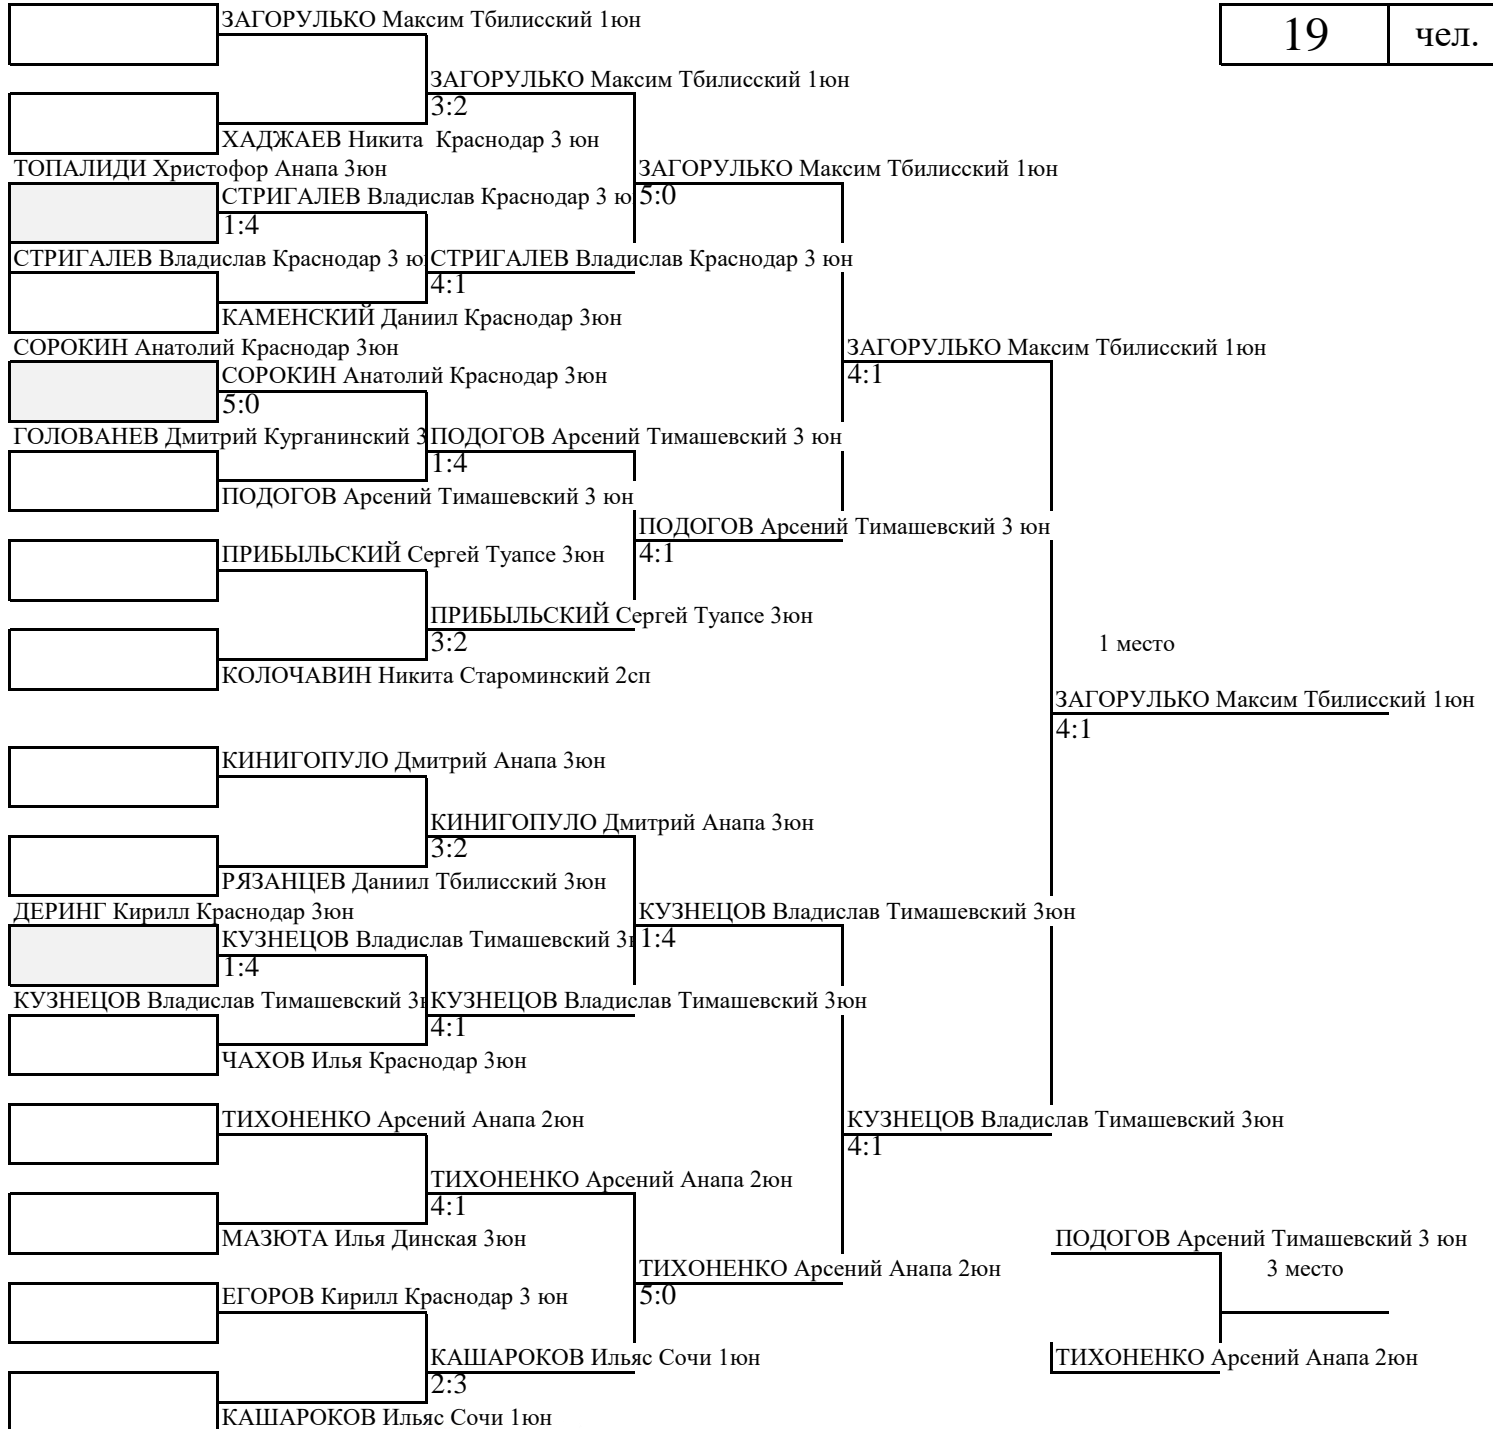 ЗАГОРУЛЬКО Максим Тбилисский 1юн
19 чел.
ЗАГОРУЛЬКО Максим Тбилисский 1юн
3:2
ХАДЖАЕВ Никита Краснодар 3 юн
ТОПАЛИДИ Христофор Анапа 3юн
ЗАГОРУЛЬКО Максим Тбилисский 1юн
СТРИГАЛЕВ Владислав Краснодар 3 ю
5:0
1:4
СТРИГАЛЕВ Владислав Краснодар 3 ю
СТРИГАЛЕВ Владислав Краснодар 3 юн
4:1
КАМЕНСКИЙ Даниил Краснодар 3юн
СОРОКИН Анатолий Краснодар 3юн
ЗАГОРУЛЬКО Максим Тбилисский 1юн
СОРОКИН Анатолий Краснодар 3юн
4:1
5:0
ГОЛОВАНЕВ Дмитрий Курганинский 3
ПОДОГОВ Арсений Тимашевский 3 юн
1:4
ПОДОГОВ Арсений Тимашевский 3 юн
ПОДОГОВ Арсений Тимашевский 3 юн
ПРИБЫЛЬСКИЙ Сергей Туапсе 3юн
4:1
ПРИБЫЛЬСКИЙ Сергей Туапсе 3юн
3:2
1 место
КОЛОЧАВИН Никита Староминский 2сп
ЗАГОРУЛЬКО Максим Тбилисский 1юн
4:1
КИНИГОПУЛО Дмитрий Анапа 3юн
КИНИГОПУЛО Дмитрий Анапа 3юн
3:2
РЯЗАНЦЕВ Даниил Тбилисский 3юн
ДЕРИНГ Кирилл Краснодар 3юн
КУЗНЕЦОВ Владислав Тимашевский 3юн
КУЗНЕЦОВ Владислав Тимашевский 3
1:4
1:4
КУЗНЕЦОВ Владислав Тимашевский 3
КУЗНЕЦОВ Владислав Тимашевский 3юн
4:1
ЧАХОВ Илья Краснодар 3юн
ТИХОНЕНКО Арсений Анапа 2юн
КУЗНЕЦОВ Владислав Тимашевский 3юн
4:1
ТИХОНЕНКО Арсений Анапа 2юн
4:1
МАЗЮТА Илья Динская 3юн
ПОДОГОВ Арсений Тимашевский 3 юн
ТИХОНЕНКО Арсений Анапа 2юн
3 место
ЕГОРОВ Кирилл Краснодар 3 юн
5:0
КАШАРОКОВ Ильяс Сочи 1юн
ТИХОНЕНКО Арсений Анапа 2юн
2:3
КАШАРОКОВ Ильяс Сочи 1юн